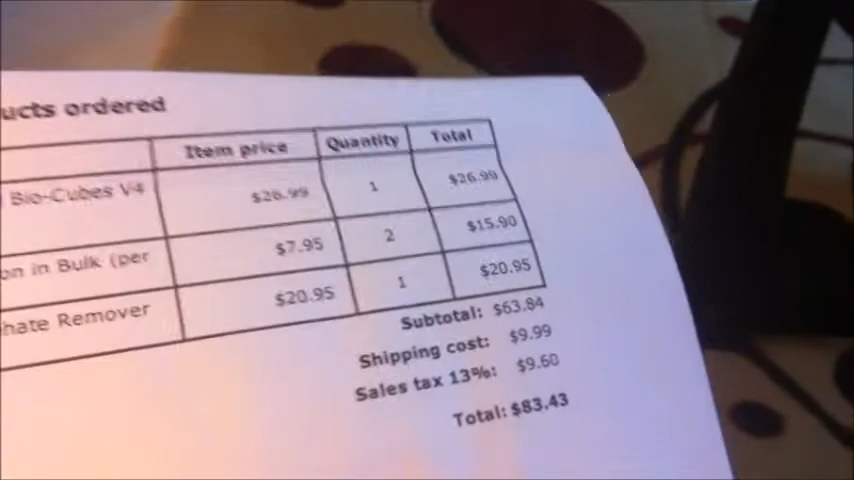 ucts ordered
Item price Quantity Total
Bio-Cubes V4 $26.99 1 $26.99
on in Bulk (per $7.95 2 $15.90
hate Remover $20.95 1 $20.95
Subtotal: $63.84
Shipping cost: $9.99
Sales tax 13%: $9.60
Total: $83.43